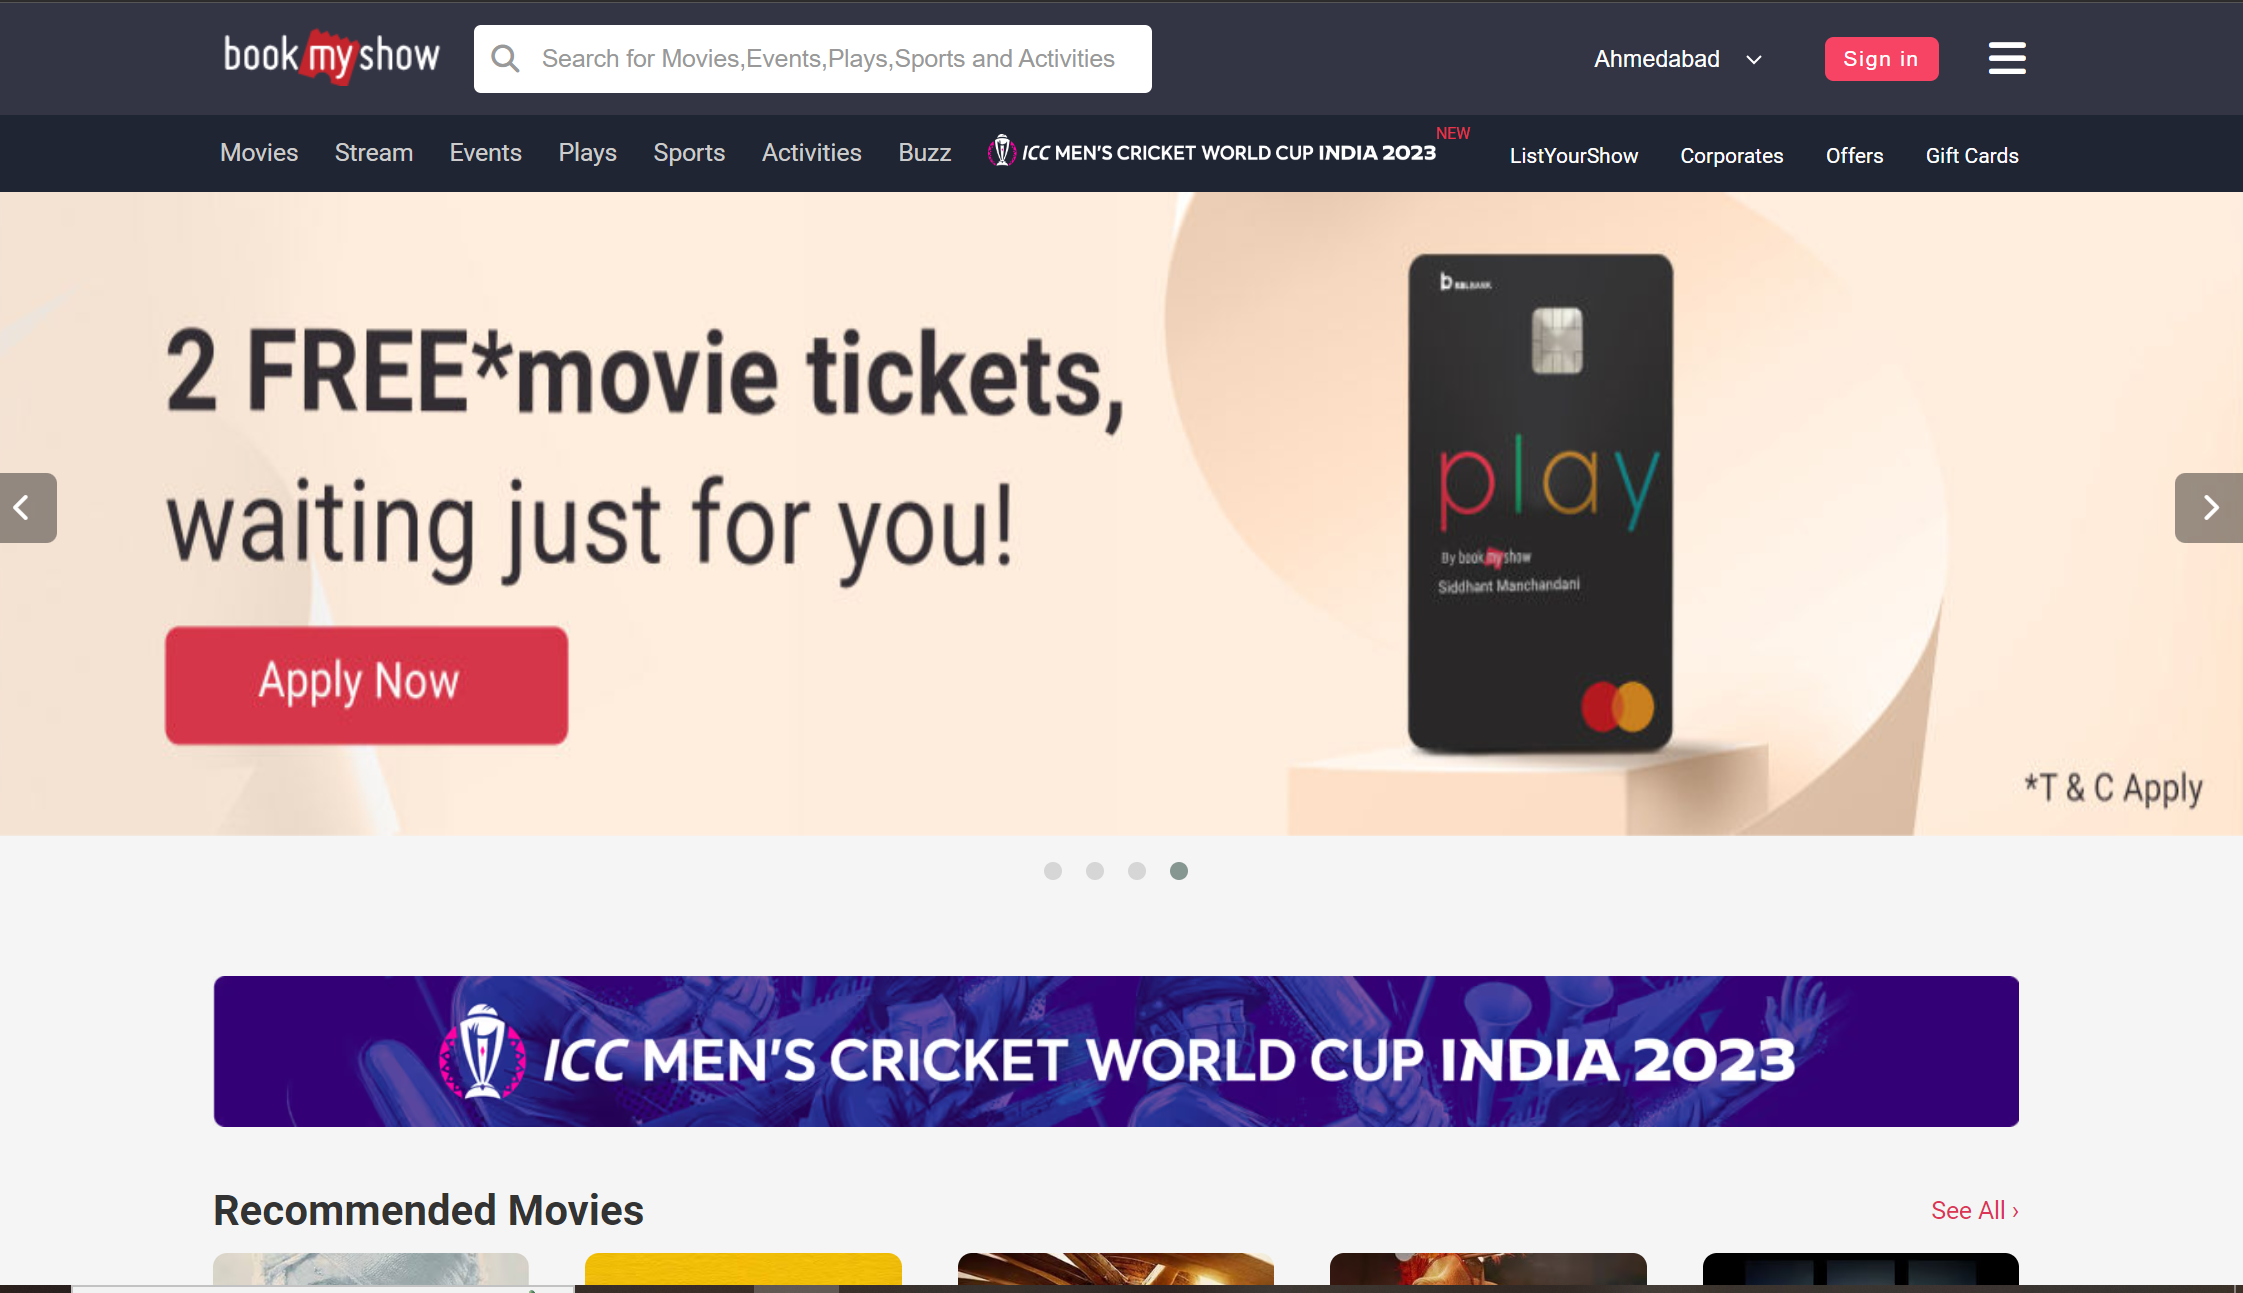 bookmyshow
Search for Movies,Events,Plays,Sports and Activities
Ahmedabad
Sign in
Movies
Stream
Events
Plays
Sports
Activities
Buzz
ICC MEN'S CRICKET WORLD CUP INDIA 2023
NEW
ListYourShow
Corporates
Offers
Gift Cards
2 FREE*movie tickets,
waiting just for you!
Apply Now
RBLBANK
play
By bookmyshow
Siddhant Manchandani
*T & C Apply
ICC MEN'S CRICKET WORLD CUP INDIA 2023
Recommended Movies
See All ›